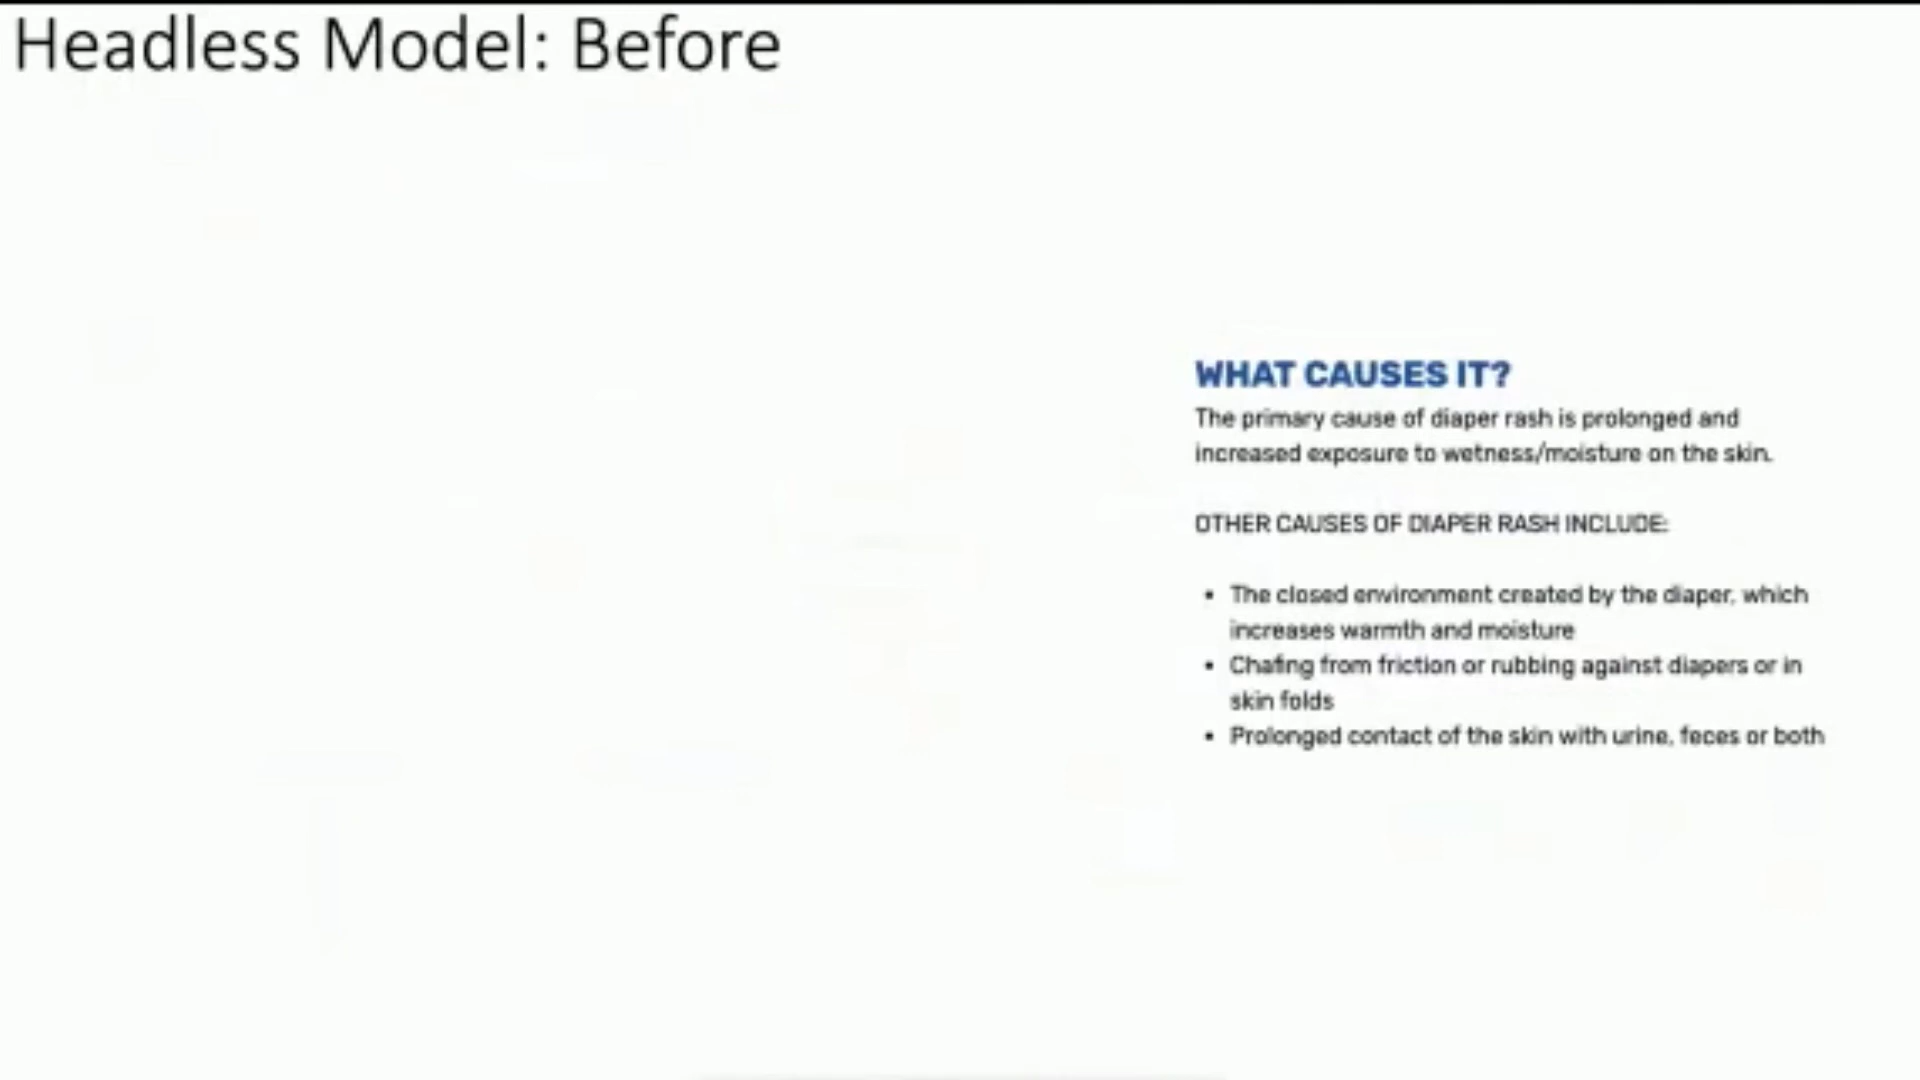 Headless Model: Before
WHAT CAUSES IT?
The primary cause of diaper rash is prolonged and
increased exposure to wetness/moisture on the skin.
OTHER CAUSES OF DIAPER RASH INCLUDE:
• The closed environment created by the diaper, which
increases warmth and moisture
• Chafing from friction or rubbing against diapers or in
skin folds
• Prolonged contact of the skin with urine, feces or both